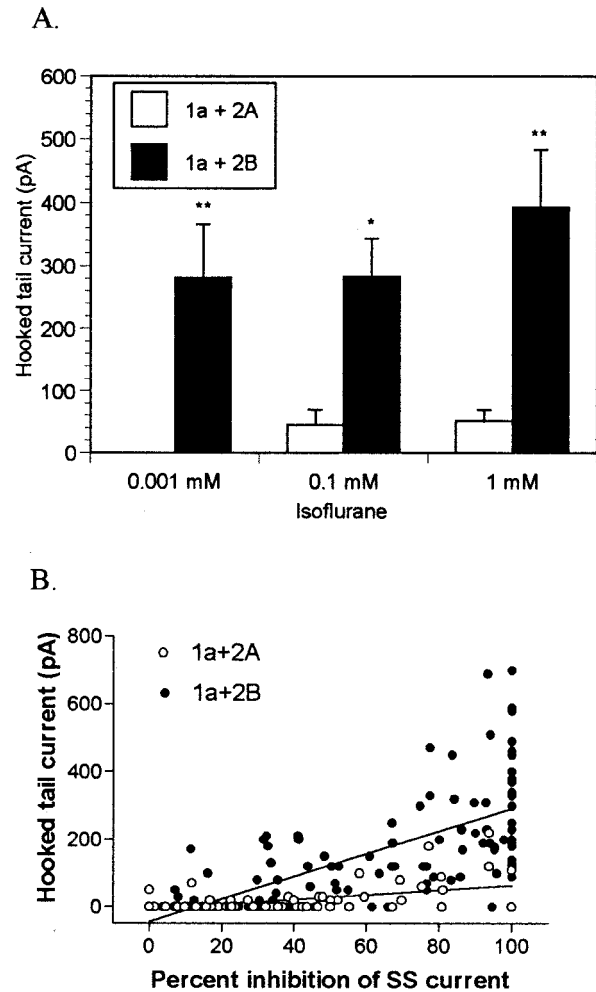 A.
600
500
400
300
200
100
0
Hooked tail current (pA)
1a + 2A
1a + 2B
**
*
**
0.001 mM 0.1 mM 1 mM
Isoflurane
B.
800
600
400
200
0
Hooked tail current (pA)
1a+2A
1a+2B
0 20 40 60 80 100
Percent inhibition of SS current